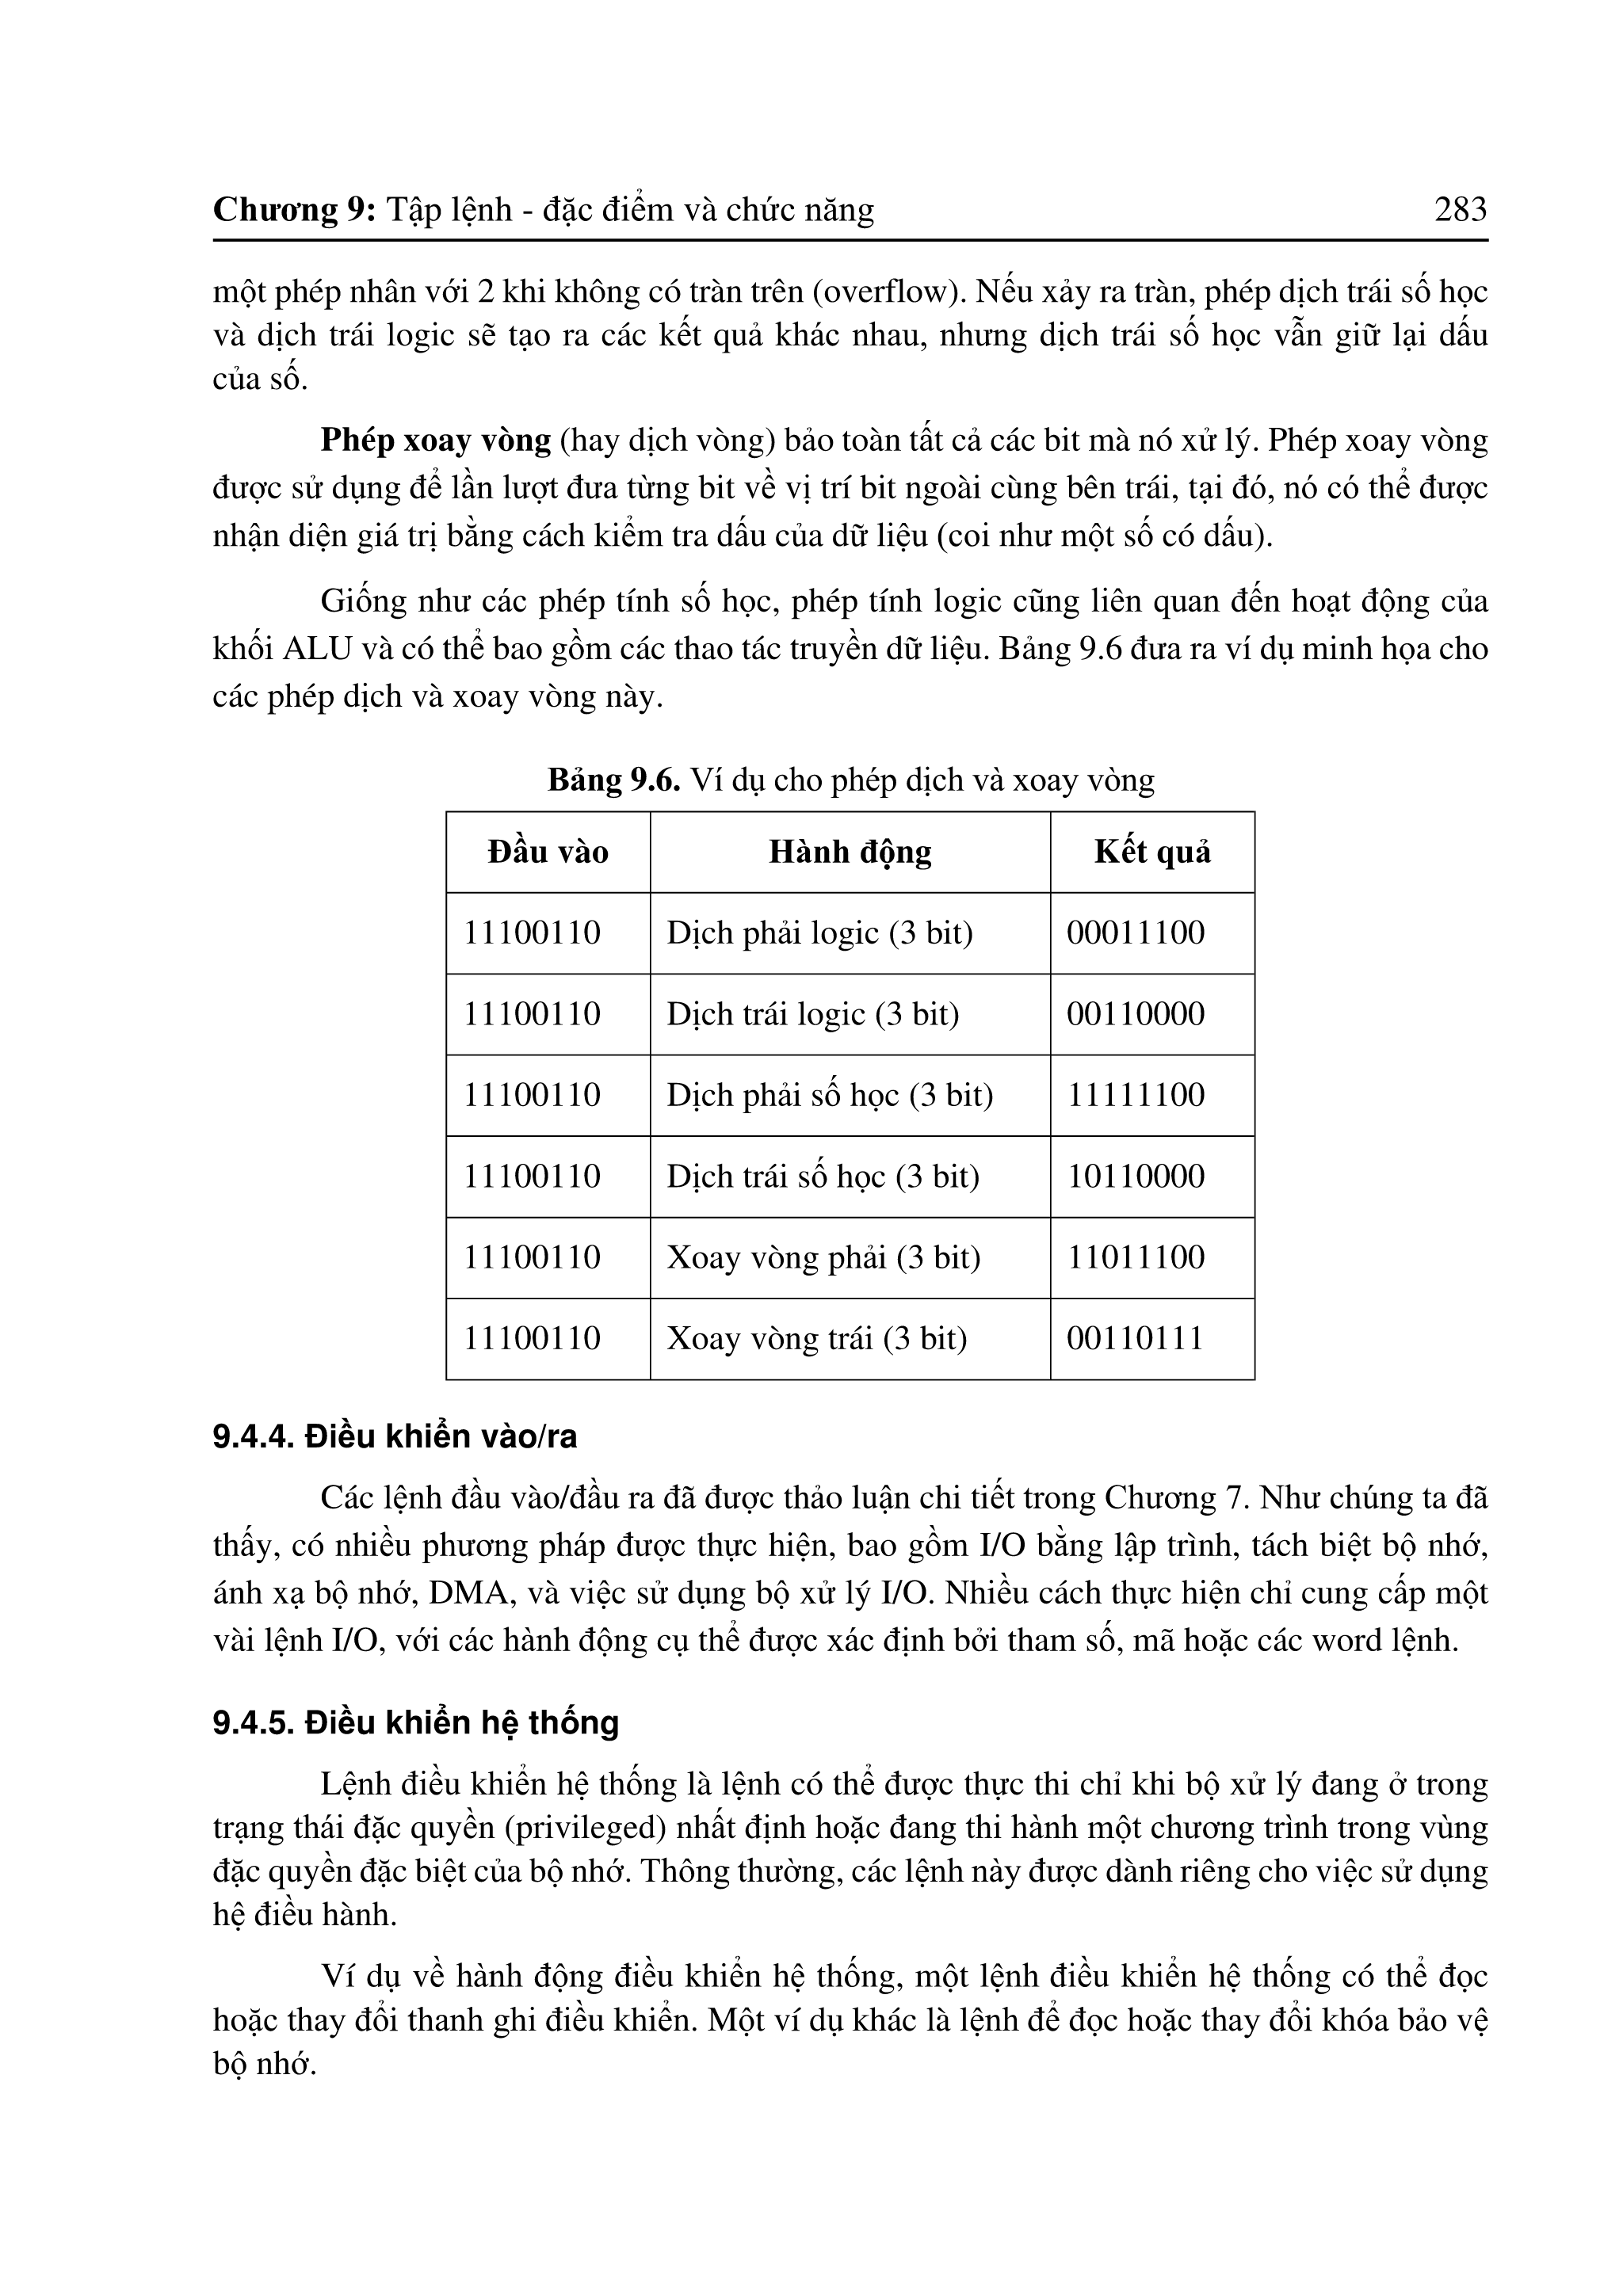 Chương 9: Tập lệnh - đặc điểm và chức năng 283
một phép nhân với 2 khi không có tràn trên (overflow). Nếu xảy ra tràn, phép dịch trái số học
và dịch trái logic sẽ tạo ra các kết quả khác nhau, nhưng dịch trái số học vẫn giữ lại dấu
của số.
Phép xoay vòng (hay dịch vòng) bảo toàn tất cả các bit mà nó xử lý. Phép xoay vòng
được sử dụng để lần lượt đưa từng bit về vị trí bit ngoài cùng bên trái, tại đó, nó có thể được
nhận diện giá trị bằng cách kiểm tra dấu của dữ liệu (coi như một số có dấu).
Giống như các phép tính số học, phép tính logic cũng liên quan đến hoạt động của
khối ALU và có thể bao gồm các thao tác truyền dữ liệu. Bảng 9.6 đưa ra ví dụ minh họa cho
các phép dịch và xoay vòng này.
Bảng 9.6. Ví dụ cho phép dịch và xoay vòng
Đầu vào Hành động Kết quả
11100110 Dịch phải logic (3 bit) 00011100
11100110 Dịch trái logic (3 bit) 00110000
11100110 Dịch phải số học (3 bit) 11111100
11100110 Dịch trái số học (3 bit) 10110000
11100110 Xoay vòng phải (3 bit) 11011100
11100110 Xoay vòng trái (3 bit) 00110111
9.4.4. Điều khiển vào/ra
Các lệnh đầu vào/đầu ra đã được thảo luận chi tiết trong Chương 7. Như chúng ta đã
thấy, có nhiều phương pháp được thực hiện, bao gồm I/O bằng lập trình, tách biệt bộ nhớ,
ánh xạ bộ nhớ, DMA, và việc sử dụng bộ xử lý I/O. Nhiều cách thực hiện chỉ cung cấp một
vài lệnh I/O, với các hành động cụ thể được xác định bởi tham số, mã hoặc các word lệnh.
9.4.5. Điều khiển hệ thống
Lệnh điều khiển hệ thống là lệnh có thể được thực thi chỉ khi bộ xử lý đang ở trong
trạng thái đặc quyền (privileged) nhất định hoặc đang thi hành một chương trình trong vùng
đặc quyền đặc biệt của bộ nhớ. Thông thường, các lệnh này được dành riêng cho việc sử dụng
hệ điều hành.
Ví dụ về hành động điều khiển hệ thống, một lệnh điều khiển hệ thống có thể đọc
hoặc thay đổi thanh ghi điều khiển. Một ví dụ khác là lệnh để đọc hoặc thay đổi khóa bảo vệ
bộ nhớ.